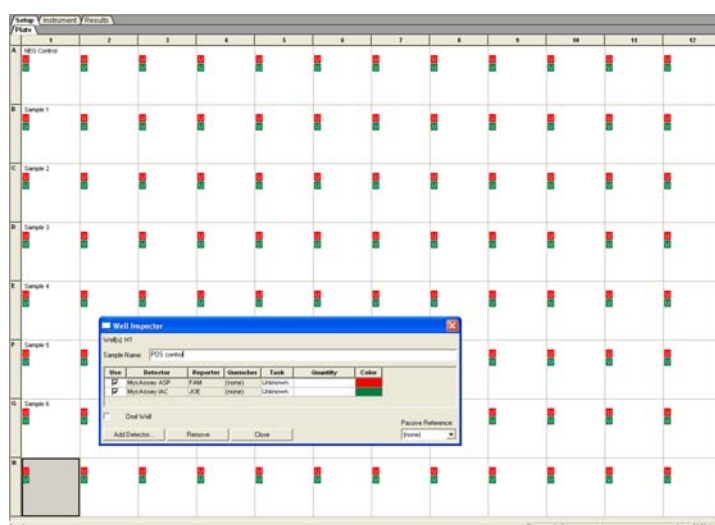 Setup Instrument Results
Plate
1 2 3 4 5 6 7 8 9 10 11 12
A NEG Control
U U U U U U U U U U U U
U U U U U U U U U U U U
B Sample 1
U U U U U U U U U U U U
U U U U U U U U U U U U
C Sample 2
U U U U U U U U U U U U
U U U U U U U U U U U U
D Sample 3
U U U U U U U U U U U U
U U U U U U U U U U U U
E Sample 4
U U U U U U U U U U U U
U U U U U U U U U U U U
Well Inspector
Well(s): H1
Sample Name: POS control
Use Detector Reporter Quencher Task Quantity Color
MycAssay ASP FAM (none) Unknown
MycAssay IAC JOE (none) Unknown
Omit Well
Passive Reference:
Add Detector... Remove Close (none)
F Sample 5
U U U U U
U U U U U
G Sample 6
U U U U U
U U U U U
H
U U U U U U U U U U U U
U U U U U U U U U U U U